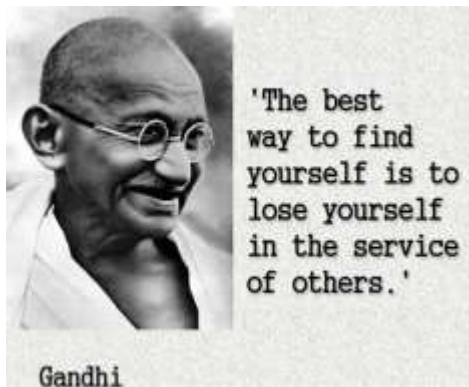 'The best
way to find
yourself is to
lose yourself
in the service
of others.'
Gandhi